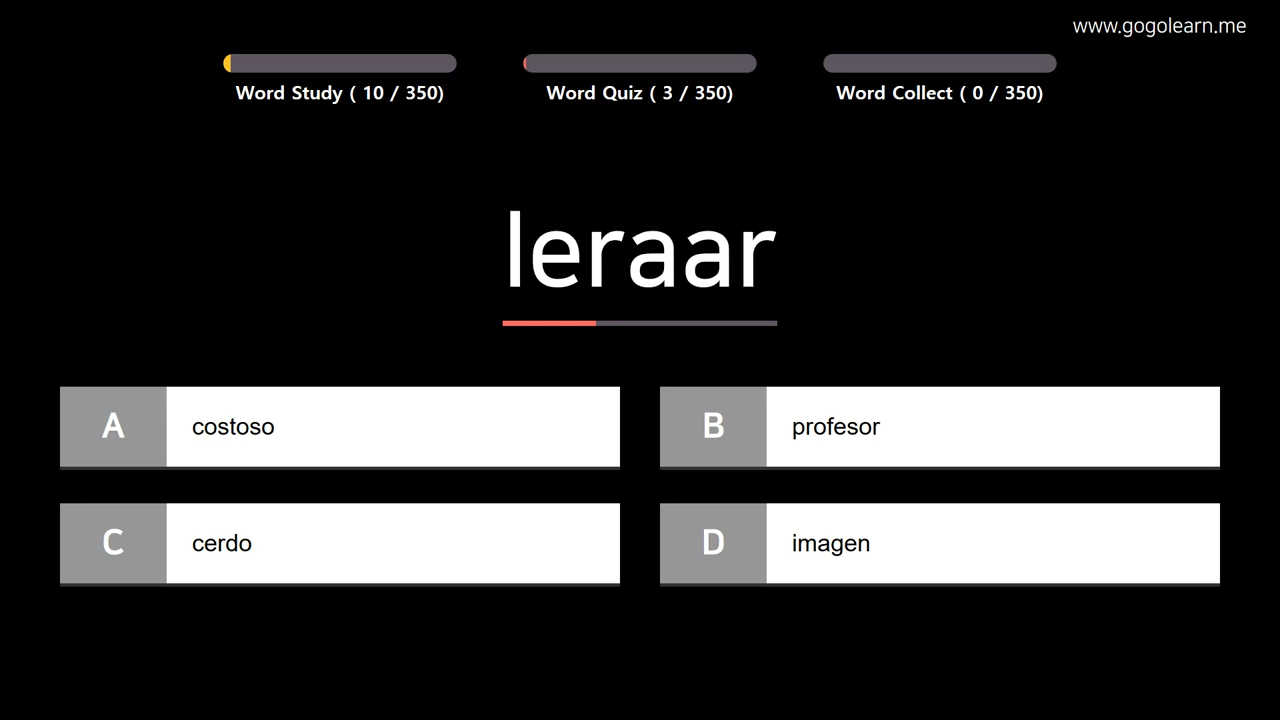 www.gogolearn.me
Word Study ( 10 / 350)
Word Quiz ( 3 / 350)
Word Collect ( 0 / 350)
leraar
A costoso
B profesor
C cerdo
D imagen